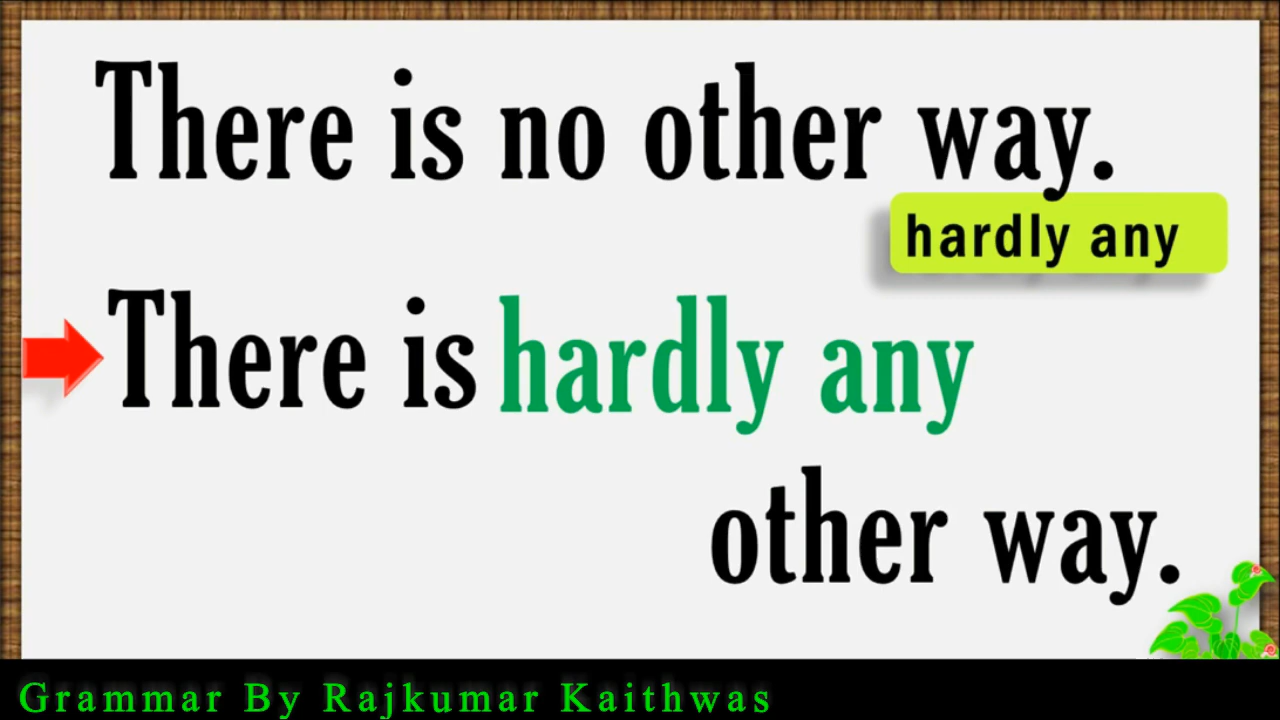 There is no other way.
hardly any
There is hardly any
other way.
Grammar By Rajkumar Kaithwas